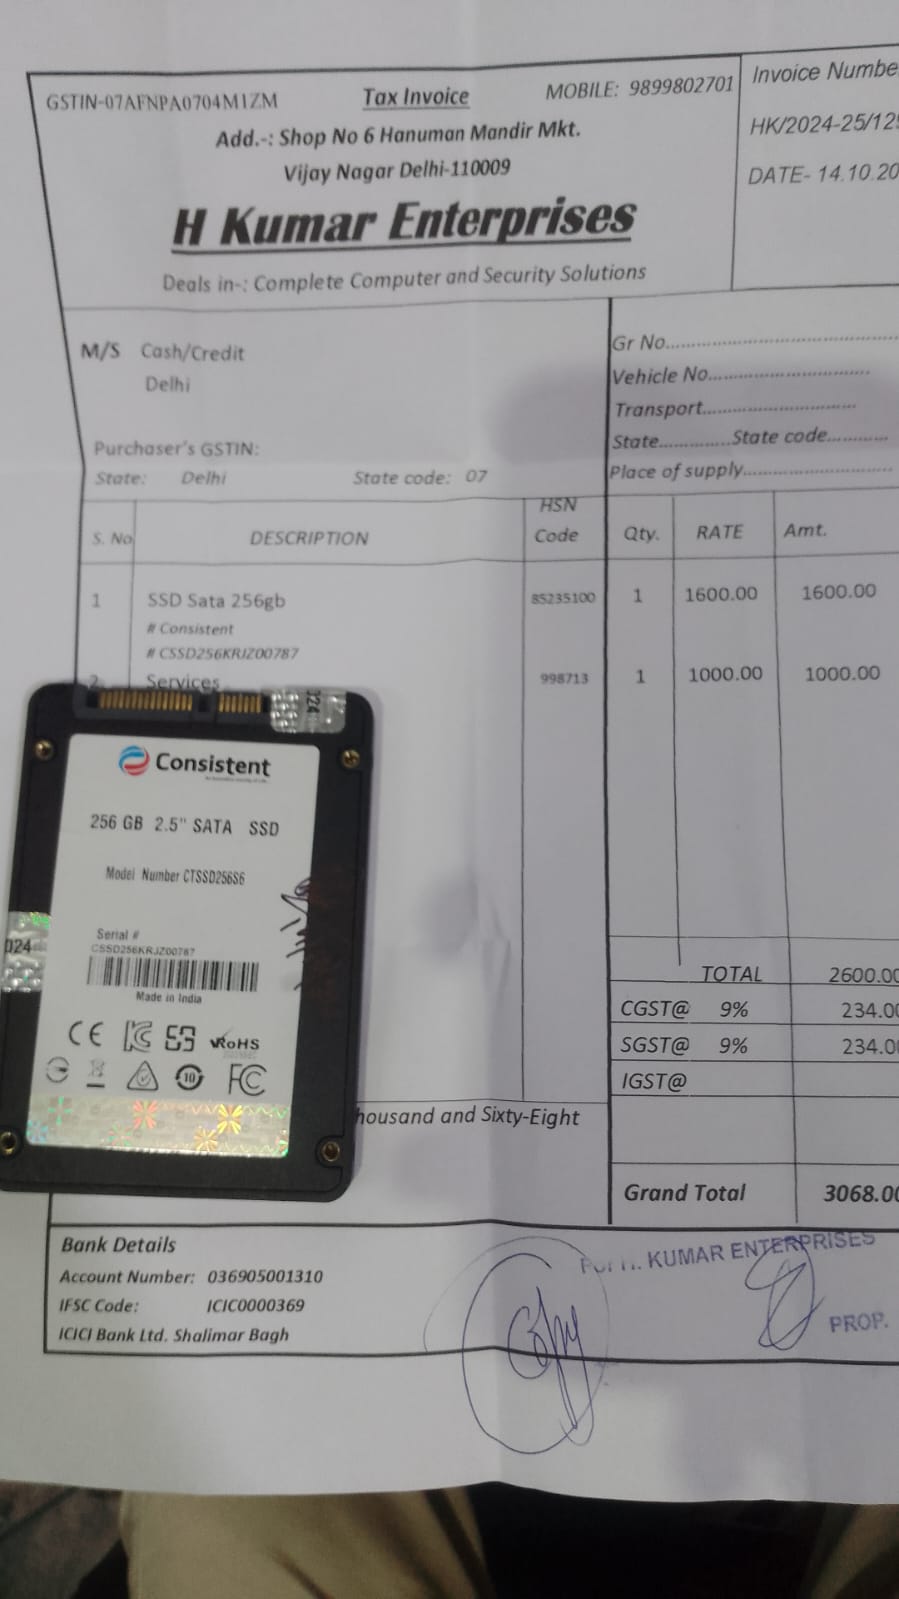 GSTIN-07AFNPA0704M1ZM
Tax Invoice
MOBILE: 9899802701
Add.-: Shop No 6 Hanuman Mandir Mkt.
Vijay Nagar Delhi-110009
H Kumar Enterprises
Deals in-: Complete Computer and Security Solutions
Invoice Numbe
HK/2024-25/12
DATE- 14.10.20
M/S Cash/Credit
Delhi
Purchaser's GSTIN:
State: Delhi State code: 07
Gr No
Vehicle No
Transport
State State code
Place of supply
S. No DESCRIPTION HSN Code Qty. RATE Amt.
1 SSD Sata 256gb 85235100 1 1600.00 1600.00
# Consistent
# CSSD256KRJZ00787
2 Services 998713 1 1000.00 1000.00
TOTAL 2600.00
CGST@ 9% 234.00
SGST@ 9% 234.00
IGST@
housand and Sixty-Eight
Grand Total 3068.00
Bank Details
Account Number: 036905001310
IFSC Code: ICIC0000369
ICICI Bank Ltd. Shalimar Bagh
KUMAR ENTERPRISES
PROP.
Copy
024
Consistent
256 GB 2.5" SATA SSD
Model Number CTSSD256S6
Serial #
CSSD256KRJZ00787
Made in India
024
CE
RoHS
10
FC